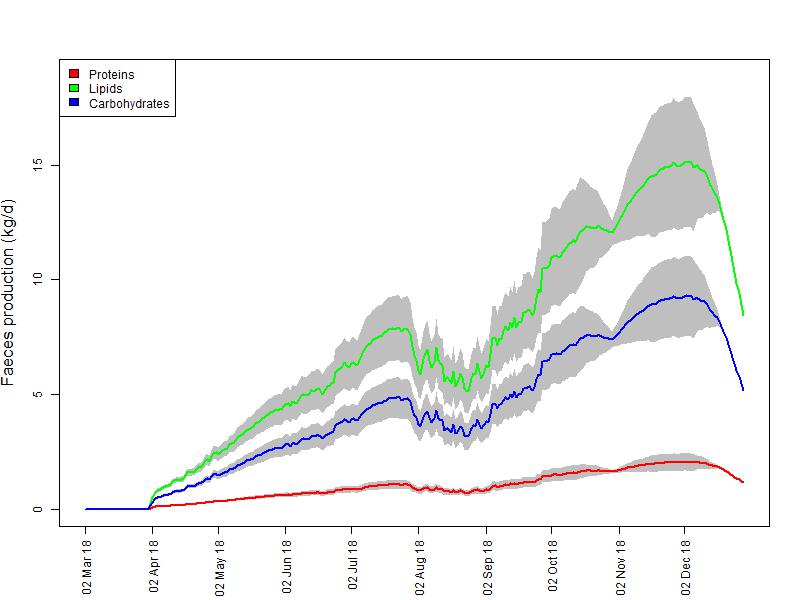 Proteins
Lipids
Carbohydrates
Faeces production (kg/d)
15
10
5
0
02 Mar 18
02 Apr 18
02 May 18
02 Jun 18
02 Jul 18
02 Aug 18
02 Sep 18
02 Oct 18
02 Nov 18
02 Dec 18